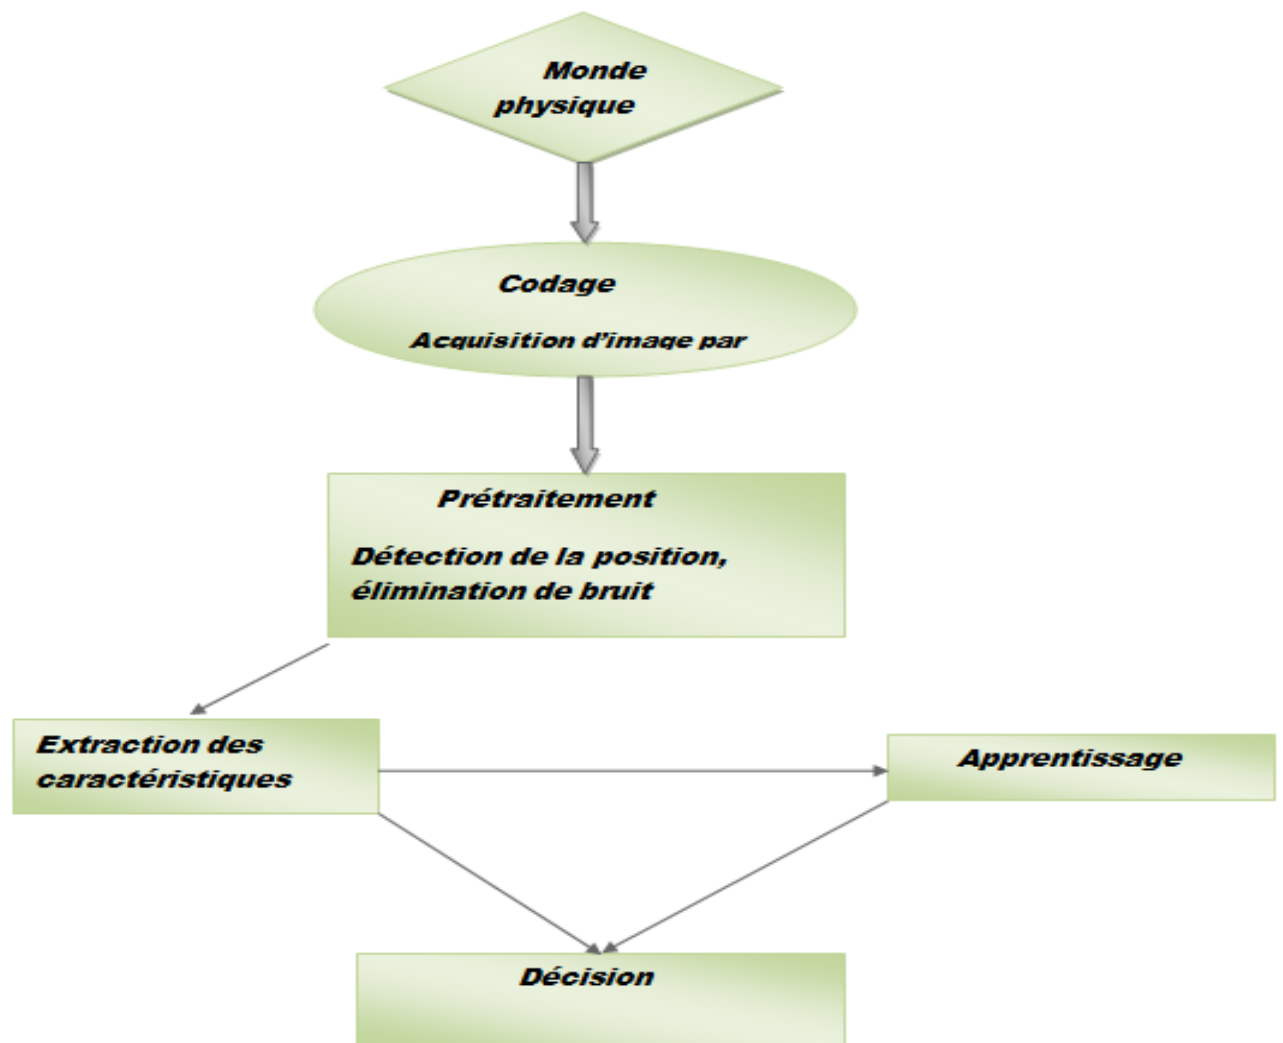 Monde
physique
Codage
Acquisition d'image par
Prétraitement
Détection de la position,
élimination de bruit
Extraction des
caractéristiques
Apprentissage
Décision